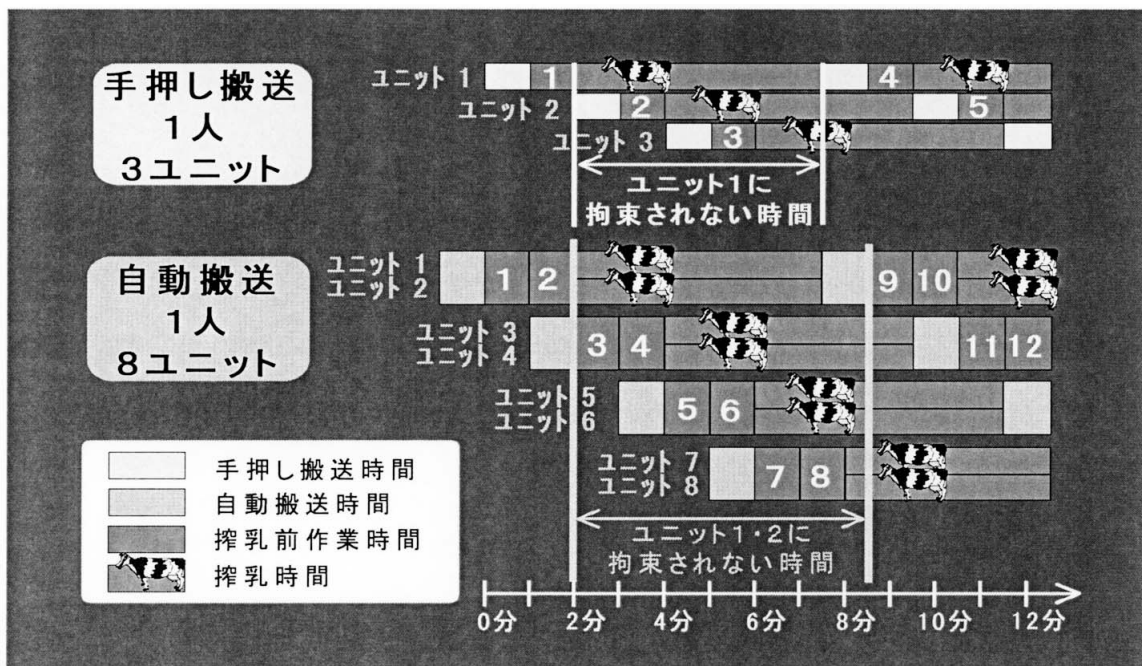 手押し搬送
1人
3ユニット
ユニット 1
ユニット 2
ユニット 3
1
4
2
5
3
ユニット1に
拘束されない時間
自動搬送
1人
8ユニット
ユニット 1
ユニット 2
ユニット 3
ユニット 4
ユニット 5
ユニット 6
ユニット 7
ユニット 8
1 2
9 10
3 4
11 12
5 6
7 8
ユニット1・2に
拘束されない時間
手押し搬送時間
自動搬送時間
搾乳前作業時間
搾乳時間
0分 2分 4分 6分 8分 10分 12分